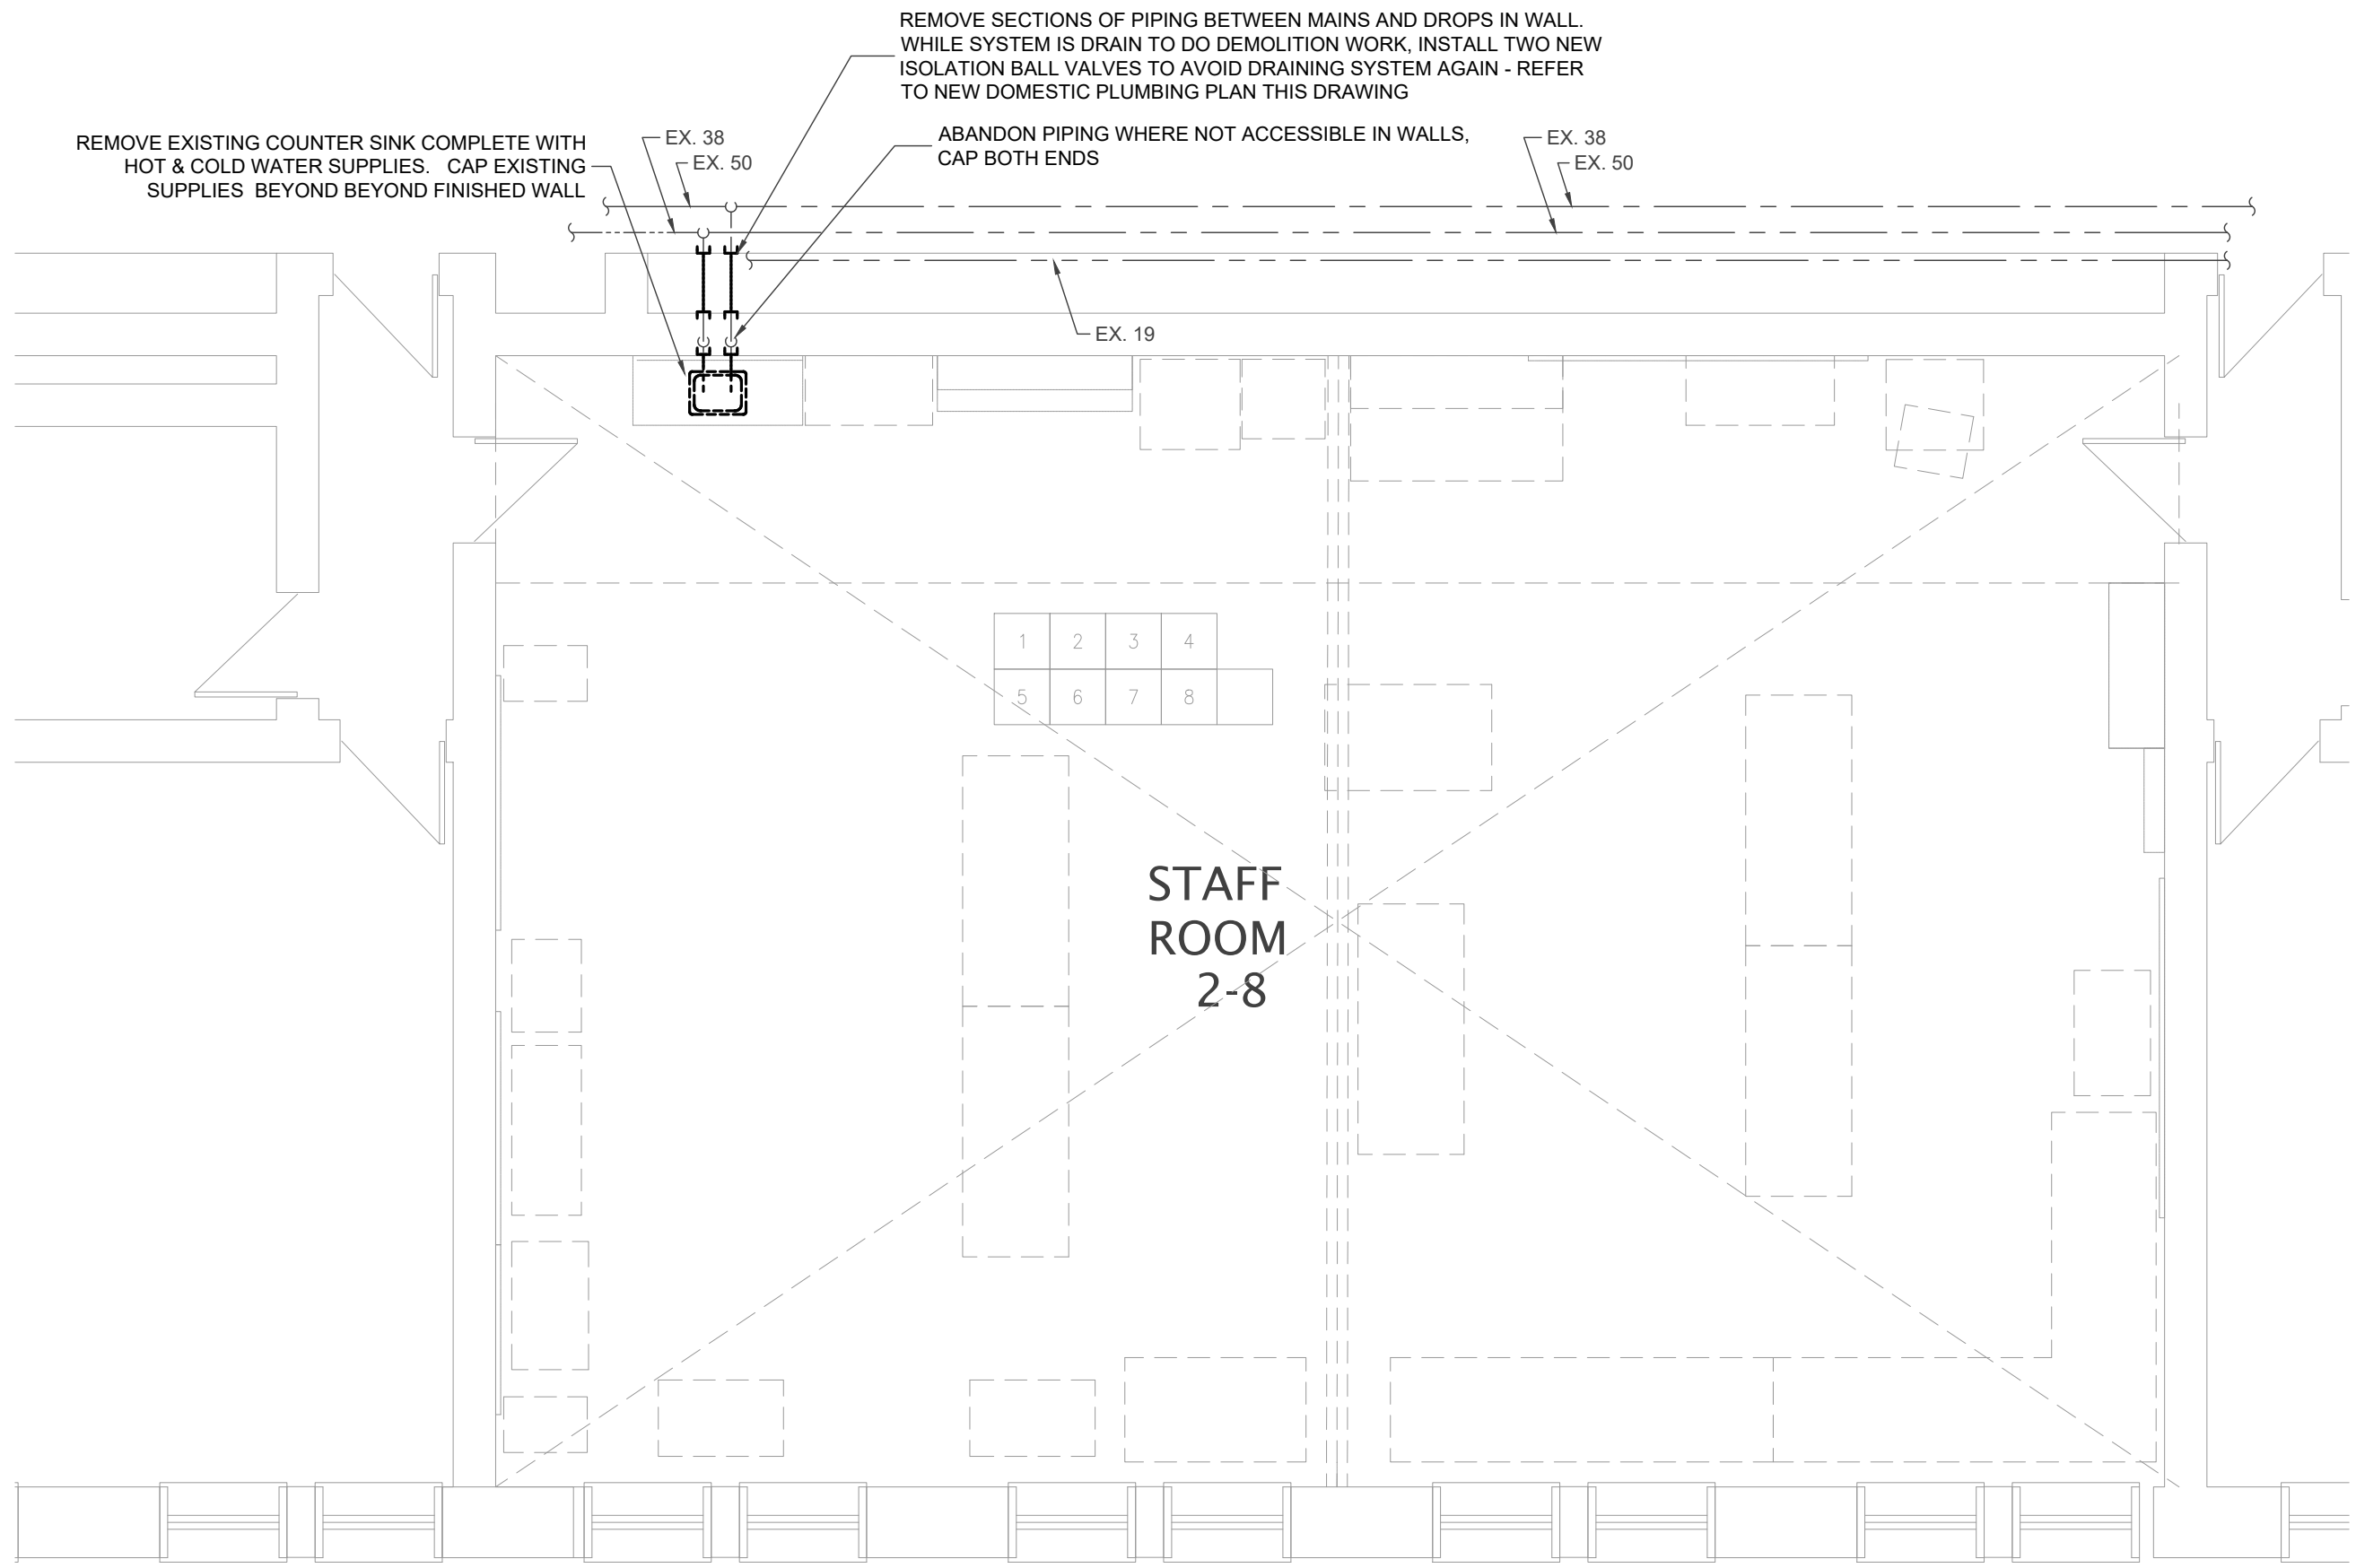 REMOVE SECTIONS OF PIPING BETWEEN MAINS AND DROPS IN WALL.
WHILE SYSTEM IS DRAIN TO DO DEMOLITION WORK, INSTALL TWO NEW
ISOLATION BALL VALVES TO AVOID DRAINING SYSTEM AGAIN - REFER
TO NEW DOMESTIC PLUMBING PLAN THIS DRAWING
REMOVE EXISTING COUNTER SINK COMPLETE WITH
HOT & COLD WATER SUPPLIES. CAP EXISTING
SUPPLIES BEYOND BEYOND FINISHED WALL
EX. 38
EX. 50
ABANDON PIPING WHERE NOT ACCESSIBLE IN WALLS,
CAP BOTH ENDS
EX. 38
EX. 50
EX. 19
1 2 3 4
5 6 7 8
STAFF
ROOM
2-8